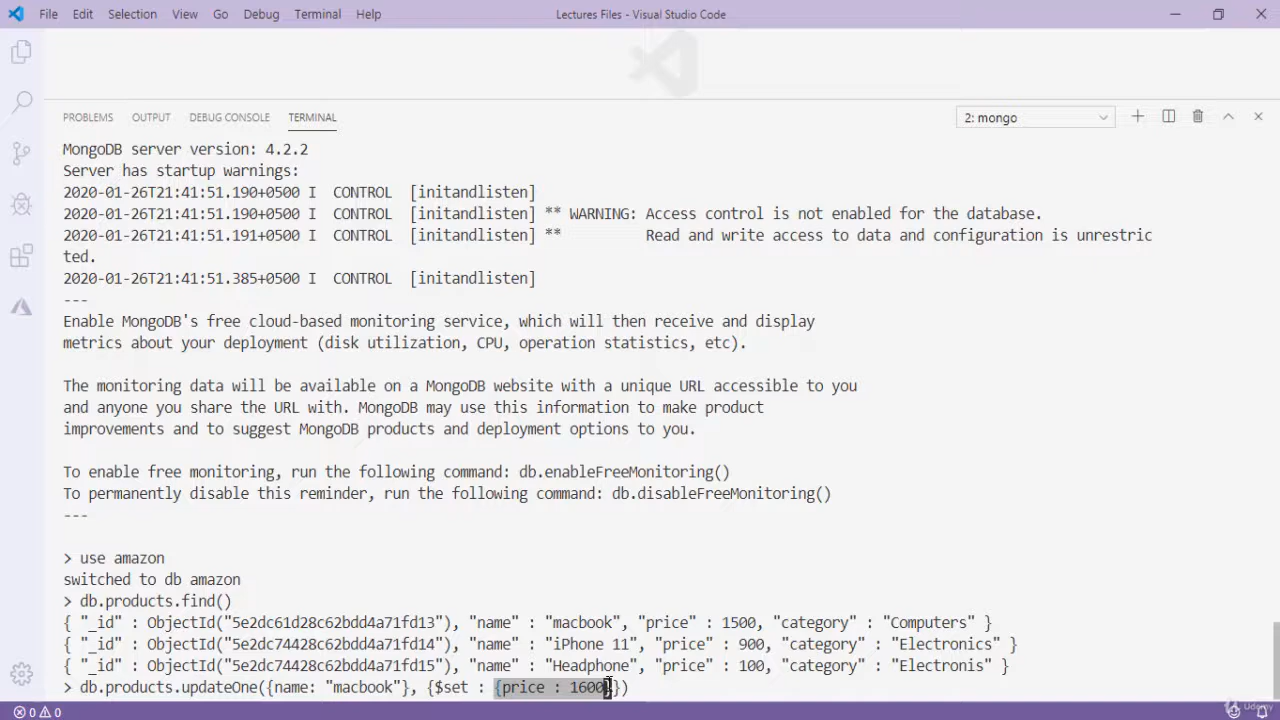 File Edit Selection View Go Debug Terminal Help Lectures Files - Visual Studio Code
PROBLEMS OUTPUT DEBUG CONSOLE TERMINAL 2: mongo
MongoDB server version: 4.2.2
Server has startup warnings:
2020-01-26T21:41:51.190+0500 I  CONTROL  [initandlisten]
2020-01-26T21:41:51.190+0500 I  CONTROL  [initandlisten] ** WARNING: Access control is not enabled for the database.
2020-01-26T21:41:51.191+0500 I  CONTROL  [initandlisten] **          Read and write access to data and configuration is unrestric
ted.
2020-01-26T21:41:51.385+0500 I  CONTROL  [initandlisten]
---
Enable MongoDB's free cloud-based monitoring service, which will then receive and display
metrics about your deployment (disk utilization, CPU, operation statistics, etc).
The monitoring data will be available on a MongoDB website with a unique URL accessible to you
and anyone you share the URL with. MongoDB may use this information to make product
improvements and to suggest MongoDB products and deployment options to you.
To enable free monitoring, run the following command: db.enableFreeMonitoring()
To permanently disable this reminder, run the following command: db.disableFreeMonitoring()
---
> use amazon
switched to db amazon
> db.products.find()
{ "_id" : ObjectId("5e2dc61d28c62bdd4a71fd13"), "name" : "macbook", "price" : 1500, "category" : "Computers" }
{ "_id" : ObjectId("5e2dc74428c62bdd4a71fd14"), "name" : "iPhone 11", "price" : 900, "category" : "Electronics" }
{ "_id" : ObjectId("5e2dc74428c62bdd4a71fd15"), "name" : "Headphone", "price" : 100, "category" : "Electronis" }
> db.products.updateOne({name: "macbook"}, {$set : {price : 1600}})
0 0 Udemy